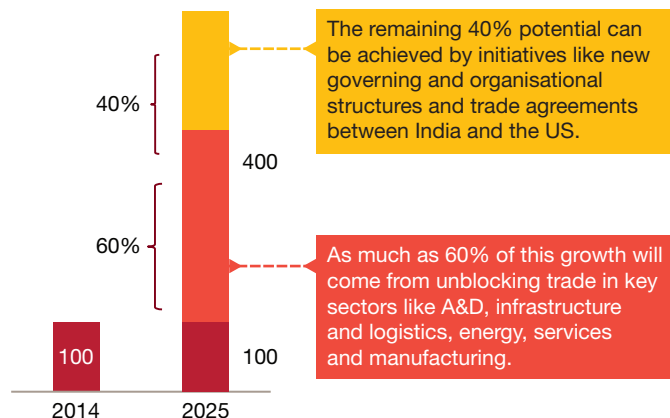 The remaining 40% potential can
be achieved by initiatives like new
governing and organisational
structures and trade agreements
between India and the US.
40%
400
60%
As much as 60% of this growth will
come from unblocking trade in key
sectors like A&D, infrastructure
and logistics, energy, services
and manufacturing.
100
100
2014
2025